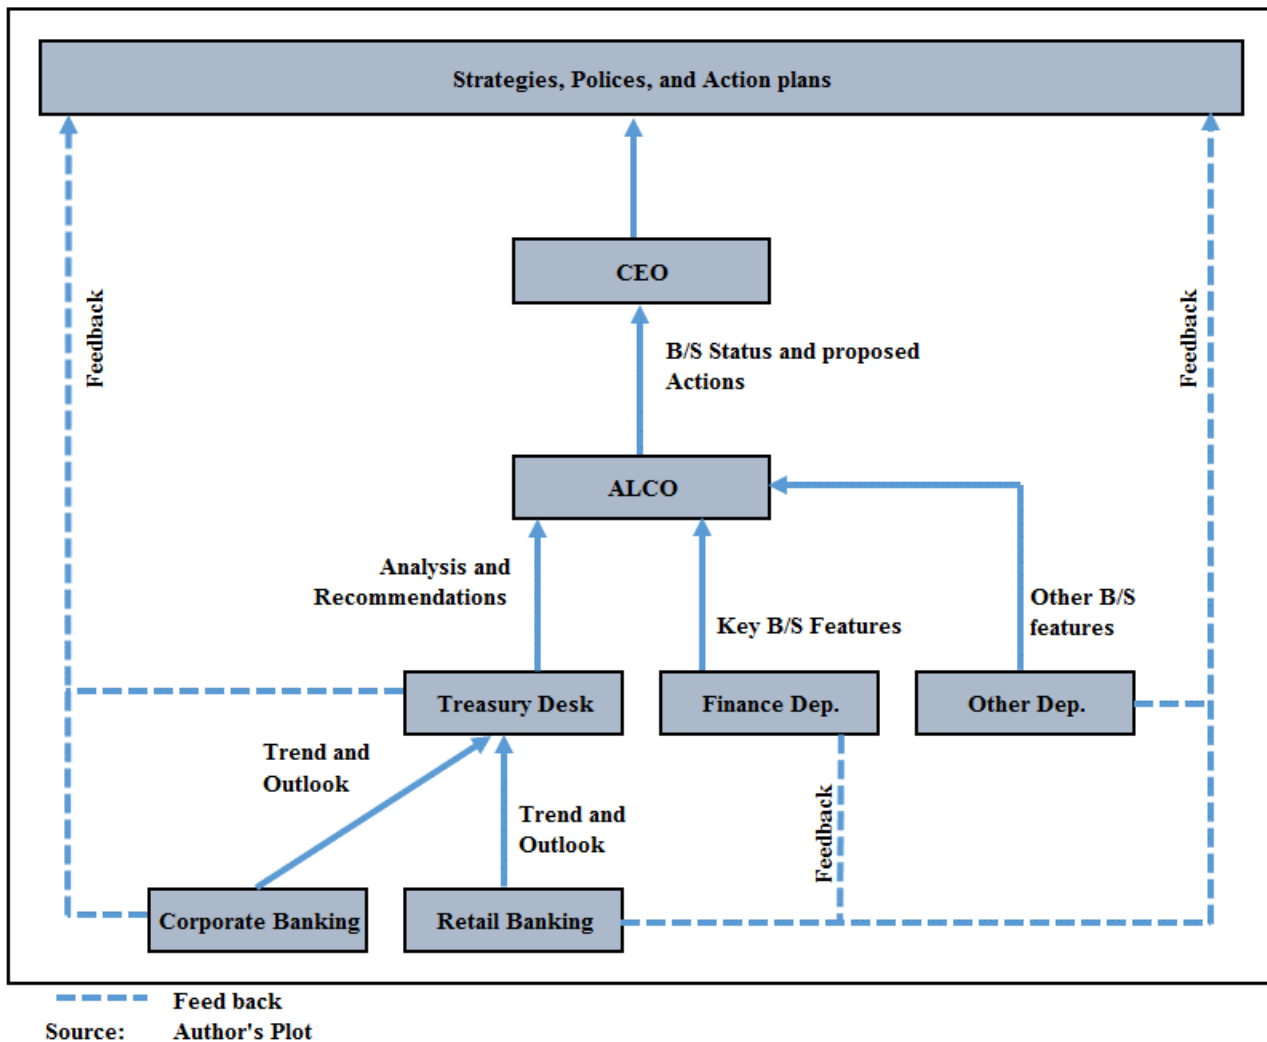 Strategies, Polices, and Action plans
CEO
Feedback
Feedback
B/S Status and proposed
Actions
ALCO
Analysis and
Recommendations
Key B/S Features
Other B/S
features
Treasury Desk
Finance Dep.
Other Dep.
Trend and
Outlook
Trend and
Outlook
Feedback
Corporate Banking
Retail Banking
Feed back
Source: Author's Plot